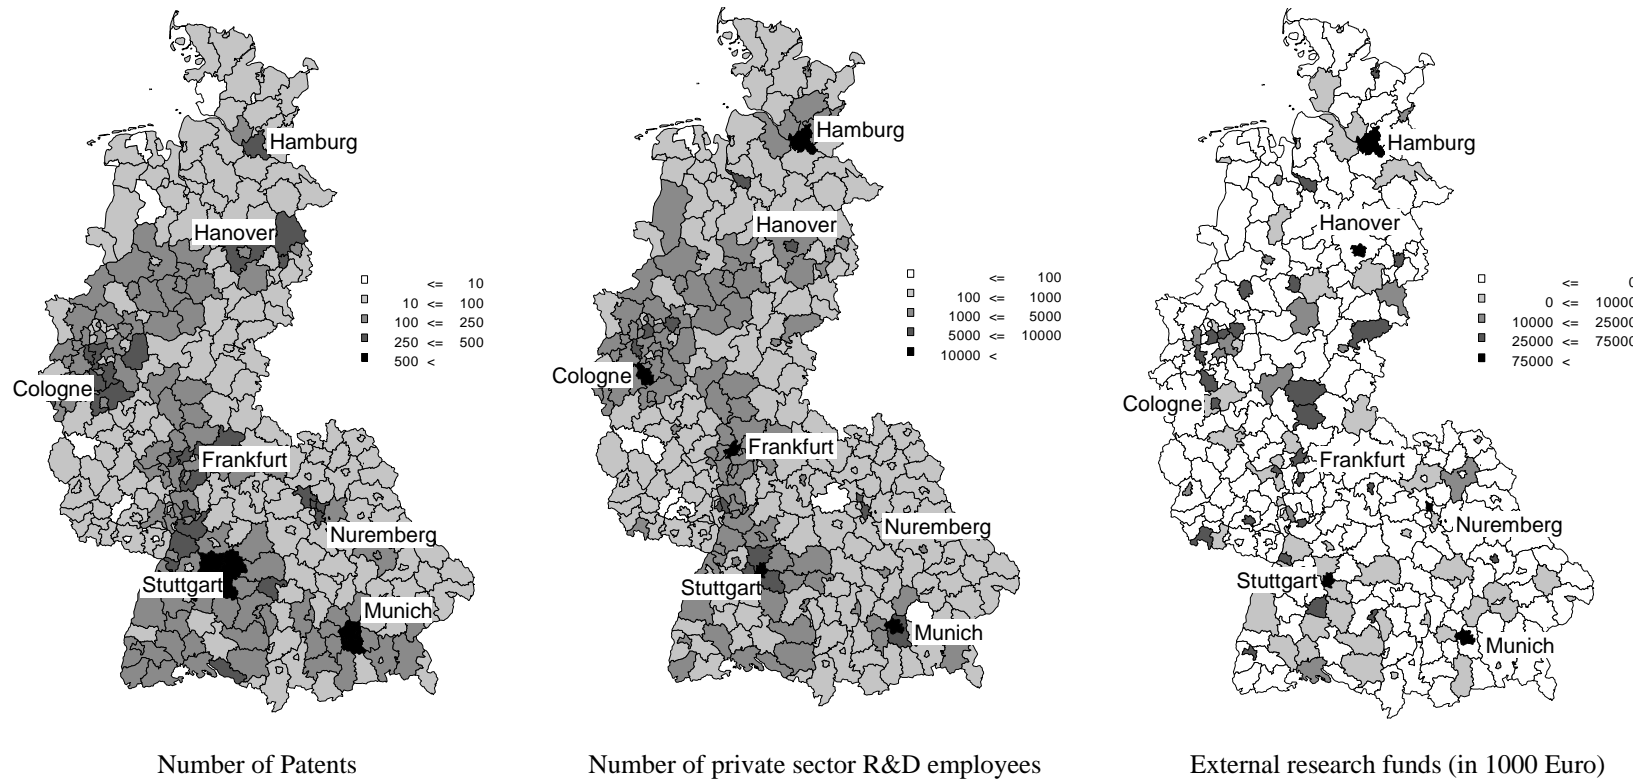 Hamburg
Hanover
<= 10
10 <= 100
100 <= 250
250 <= 500
500 <
Cologne
Frankfurt
Nuremberg
Stuttgart
Munich
Number of Patents
Hamburg
Hanover
<= 100
100 <= 1000
1000 <= 5000
5000 <= 10000
10000 <
Cologne
Frankfurt
Nuremberg
Stuttgart
Munich
Number of private sector R&D employees
Hamburg
Hanover
<= 0
0 <= 10000
10000 <= 25000
25000 <= 75000
75000 <
Cologne
Frankfurt
Nuremberg
Stuttgart
Munich
External research funds (in 1000 Euro)